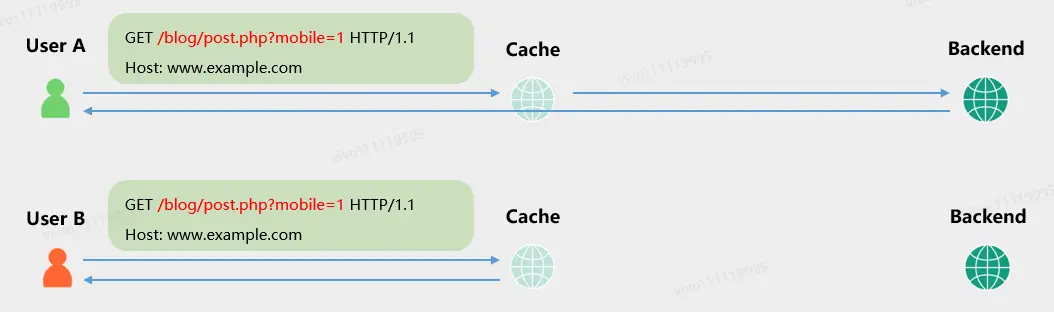 User A
GET /blog/post.php?mobile=1 HTTP/1.1
Host: www.example.com
Cache
Backend
User B
GET /blog/post.php?mobile=1 HTTP/1.1
Host: www.example.com
Cache
Backend